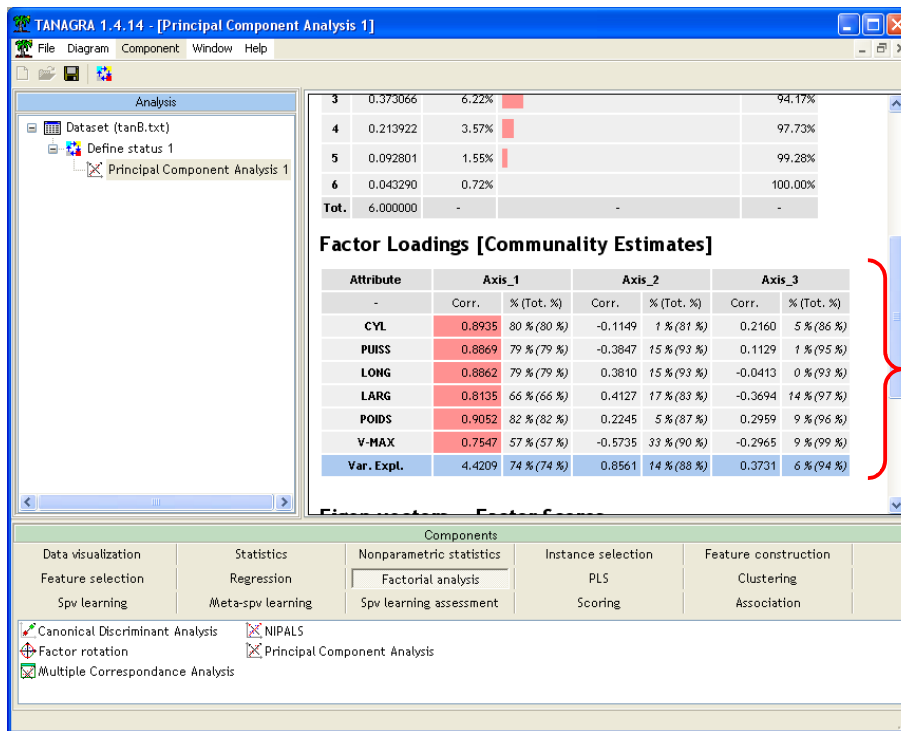 TANAGRA 1.4.14 - [Principal Component Analysis 1]
File Diagram Component Window Help
Analysis
Dataset (tanB.txt)
Define status 1
Principal Component Analysis 1
3 0.373066 6.22% 94.17%
4 0.213922 3.57% 97.73%
5 0.092801 1.55% 99.28%
6 0.043290 0.72% 100.00%
Tot. 6.000000 - - -
Factor Loadings [Communality Estimates]
Attribute Axis_1 Axis_2 Axis_3
- Corr. % (Tot. %) Corr. % (Tot. %) Corr. % (Tot. %)
CYL 0.8935 80 % (80 %) -0.1149 1 % (81 %) 0.2160 5 % (86 %)
PUISS 0.8869 79 % (79 %) -0.3847 15 % (93 %) 0.1129 1 % (95 %)
LONG 0.8862 79 % (79 %) 0.3810 15 % (93 %) -0.0413 0 % (93 %)
LARG 0.8135 66 % (66 %) 0.4127 17 % (83 %) -0.3694 14 % (97 %)
POIDS 0.9052 82 % (82 %) 0.2245 5 % (87 %) 0.2959 9 % (96 %)
V-MAX 0.7547 57 % (57 %) -0.5735 33 % (90 %) -0.2965 9 % (99 %)
Var. Expl. 4.4209 74 % (74 %) 0.8561 14 % (88 %) 0.3731 6 % (94 %)
Eigen vectors Factor Scores
Components
Data visualization Statistics Nonparametric statistics Instance selection Feature construction
Feature selection Regression Factorial analysis PLS Clustering
Spv learning Meta-spv learning Spv learning assessment Scoring Association
Canonical Discriminant Analysis NIPALS
Factor rotation Principal Component Analysis
Multiple Correspondance Analysis